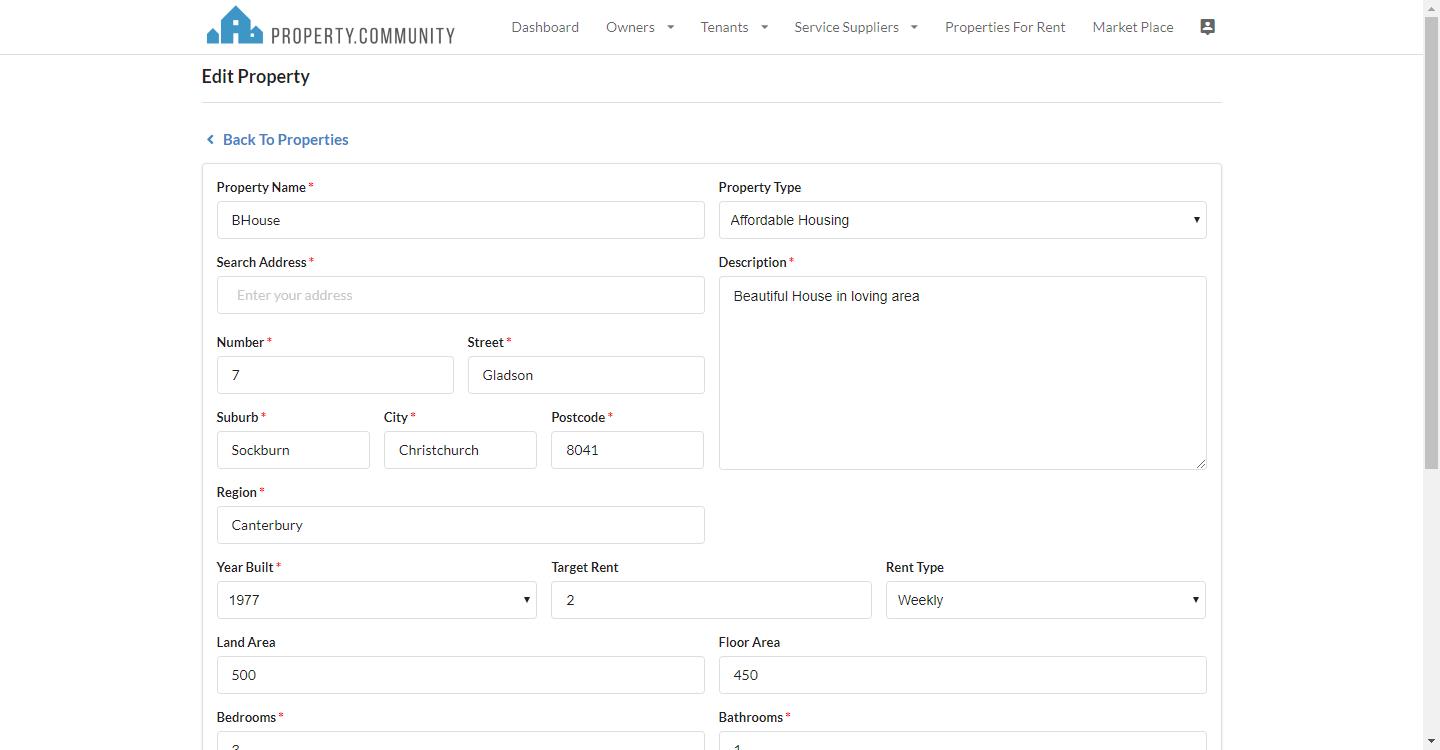 PROPERTY.COMMUNITY
Dashboard Owners Tenants Service Suppliers Properties For Rent Market Place
Edit Property
Back To Properties
Property Name * Property Type
BHouse Affordable Housing
Search Address * Description *
Enter your address Beautiful House in loving area
Number * Street *
7 Gladson
Suburb * City * Postcode *
Sockburn Christchurch 8041
Region *
Canterbury
Year Built * Target Rent Rent Type
1977 2 Weekly
Land Area Floor Area
500 450
Bedrooms * Bathrooms *
3 1